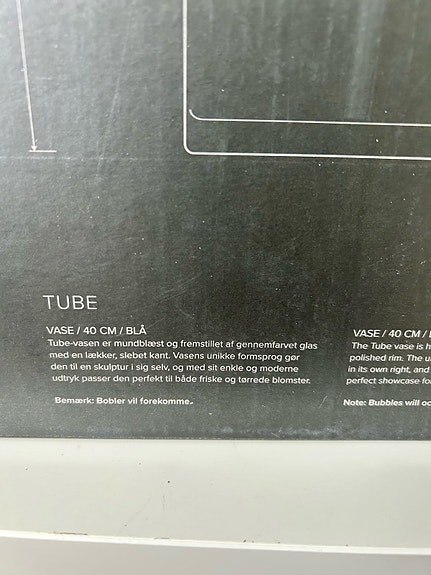 TUBE
VASE / 40 CM / BLÅ
Tube-vasen er mundblæst og fremstillet af gennemfarvet glas
med en lækker, slebet kant. Vasens unikke formsprog gør
den til en skulptur i sig selv, og med sit enkle og moderne
udtryk passer den perfekt til både friske og tørrede blomster.
Bemærk: Bobler vil forekomme.
VASE / 40 CM /
The Tube vase is
polished rim. The
in its own right, and
perfect showcase
Note: Bubbles will